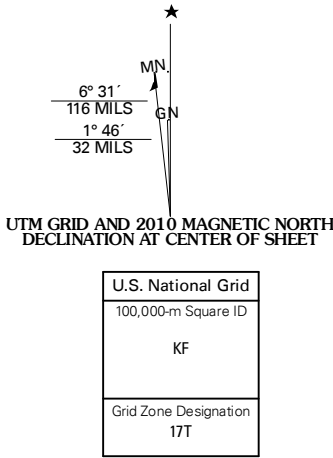 MN.
6° 31´
116 MILS
GN
1° 46´
32 MILS
UTM GRID AND 2010 MAGNETIC NORTH
DECLINATION AT CENTER OF SHEET
U.S. National Grid
100,000-m Square ID
KF
Grid Zone Designation
17T